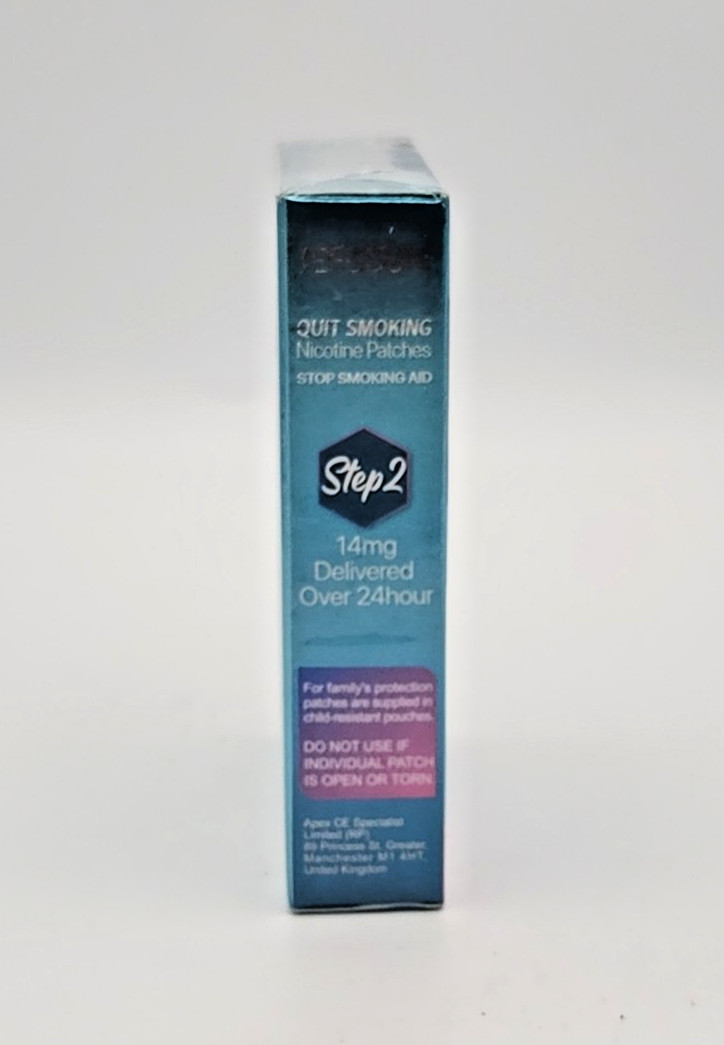 QUIT SMOKING
Nicotine Patches
STOP SMOKING AID
Step2
14mg
Delivered
Over 24hour
For family's protection
patches are supplied in
child-resistant pouches.
DO NOT USE IF
INDIVIDUAL PATCH
IS OPEN OR TORN.
Apex CE Specialist
Limited (RP)
Princess St. Greater,
Manchester M1 4HT,
United Kingdom